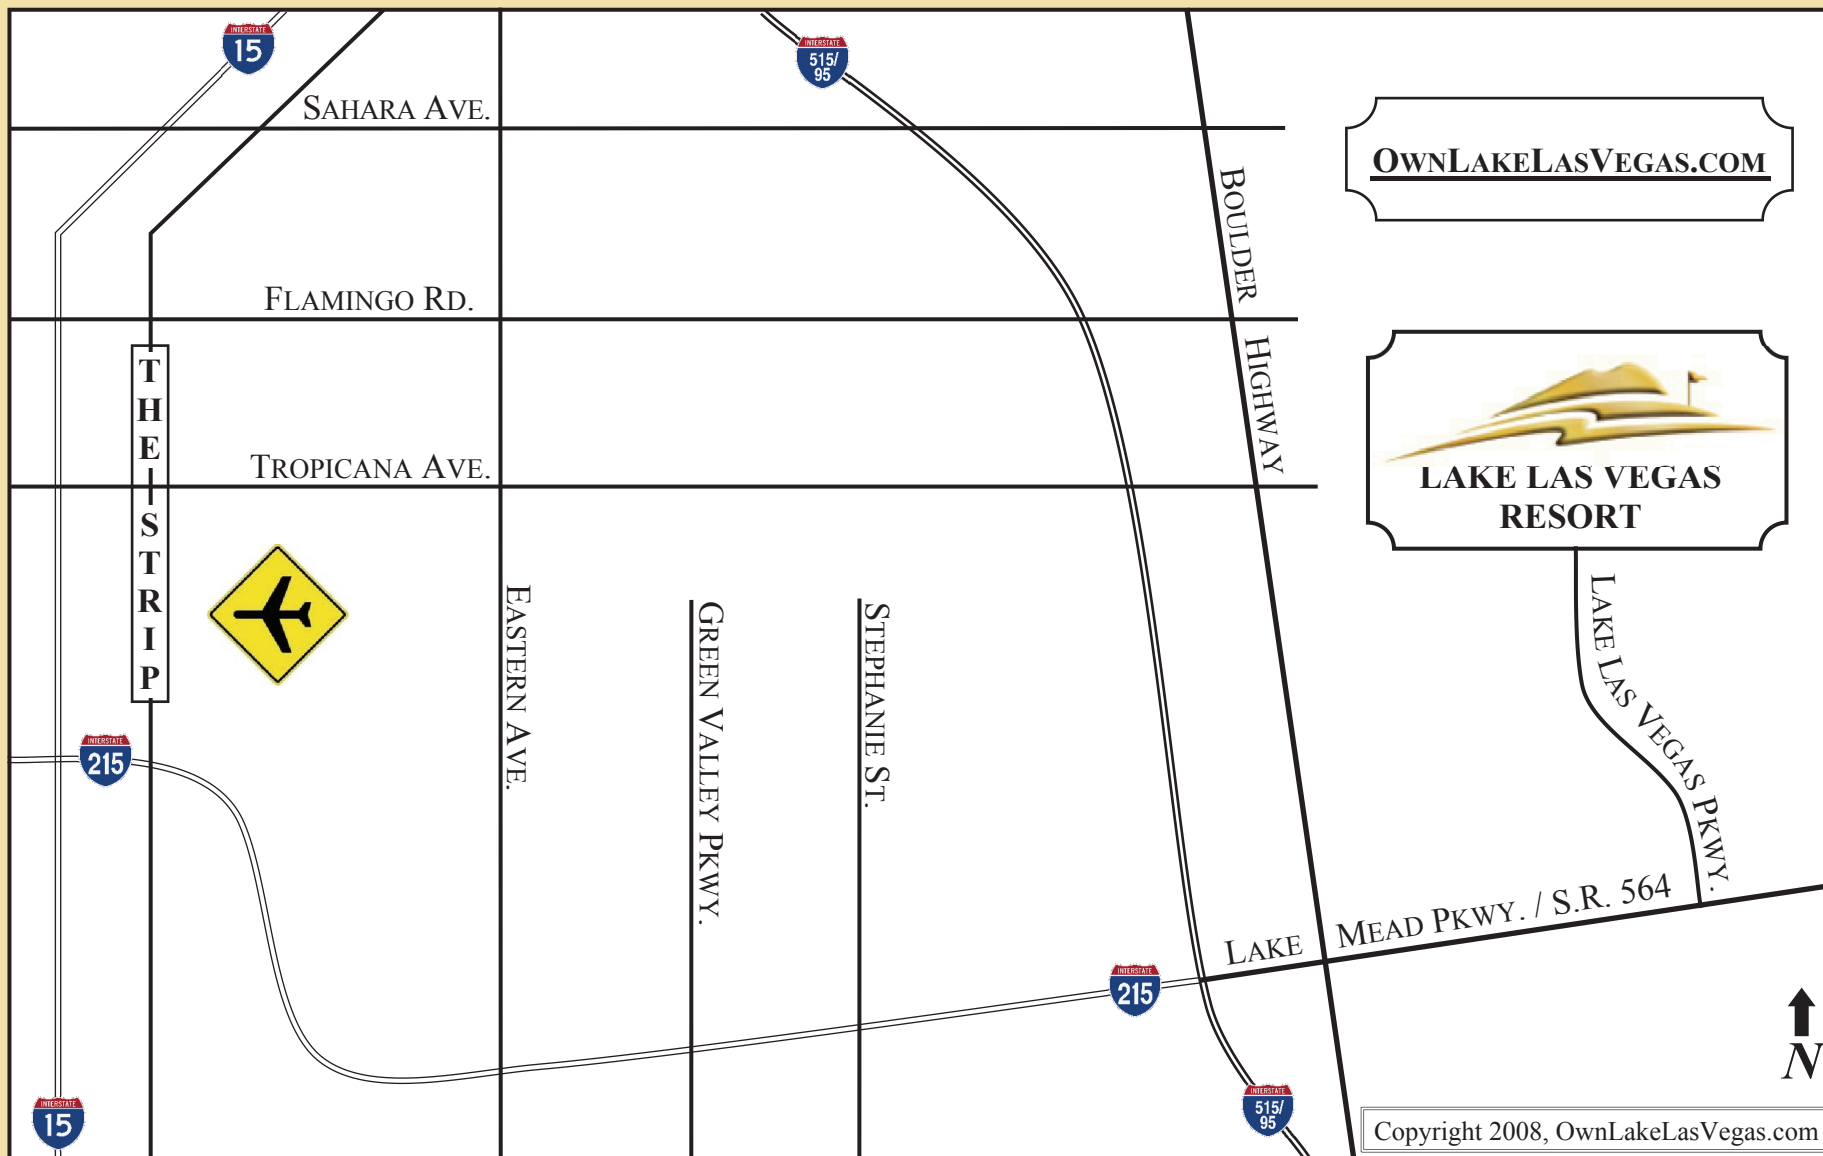 INTERSTATE
15
INTERSTATE
515/
95
SAHARA AVE.
OWNLAKELASVEGAS.COM
BOULDER HIGHWAY
FLAMINGO RD.
THE STRIP
TROPICANA AVE.
LAKE LAS VEGAS
RESORT
EASTERN AVE.
GREEN VALLEY PKWY.
STEPHANIE ST.
LAKE LAS VEGAS PKWY.
INTERSTATE
215
LAKE MEAD PKWY. / S.R. 564
INTERSTATE
215
N
INTERSTATE
15
INTERSTATE
515/
95
Copyright 2008, OwnLakeLasVegas.com